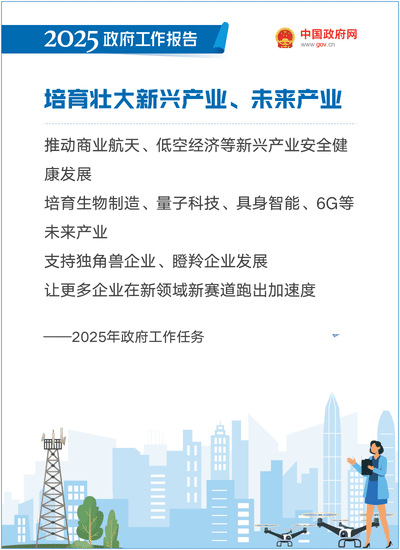 2025政府工作报告
中国政府网
www.gov.cn
培育壮大新兴产业、未来产业
推动商业航天、低空经济等新兴产业安全健
康发展
培育生物制造、量子科技、具身智能、6G等
未来产业
支持独角兽企业、瞪羚企业发展
让更多企业在新领域新赛道跑出加速度
——2025年政府工作任务